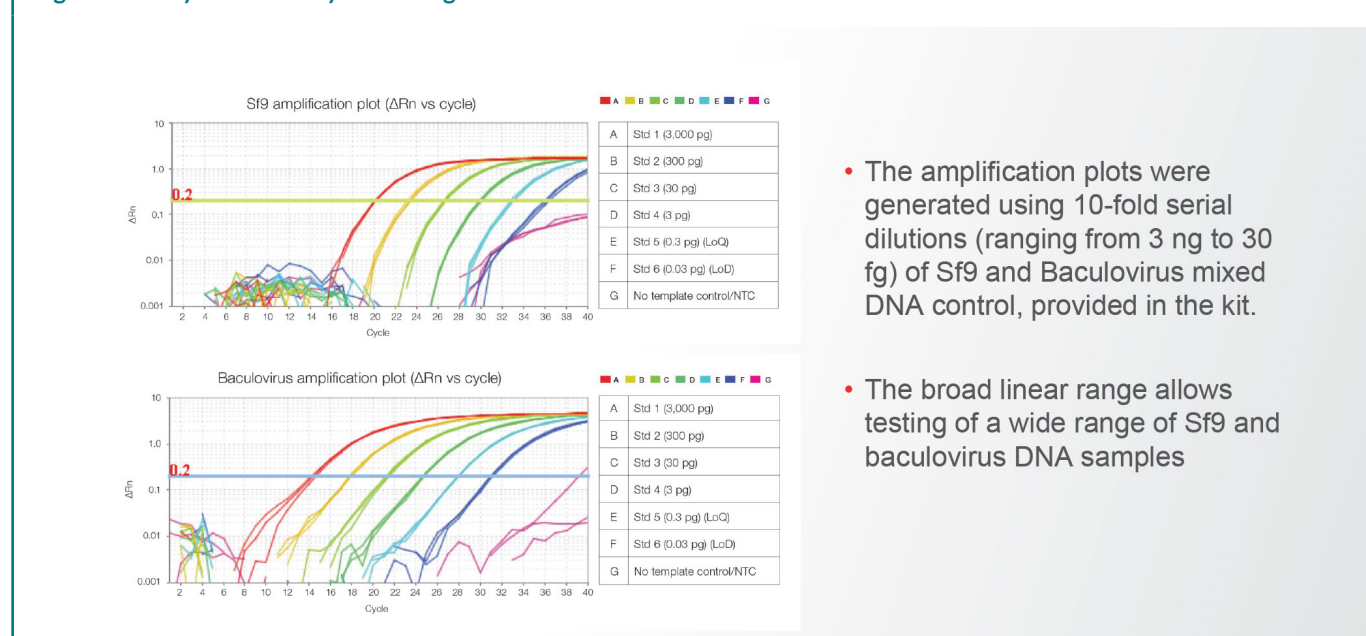 Sf9 amplification plot (ΔRn vs cycle)
A B C D E F G
10
1.0
0.2
0.1
0.01
0.001
ΔRn
2 4 6 8 10 12 14 16 18 20 22 24 26 28 30 32 34 36 38 40
Cycle
A Std 1 (3,000 pg)
B Std 2 (300 pg)
C Std 3 (30 pg)
D Std 4 (3 pg)
E Std 5 (0.3 pg) (LoQ)
F Std 6 (0.03 pg) (LoD)
G No template control/NTC
Baculovirus amplification plot (ΔRn vs cycle)
A B C D E F G
10
1.0
0.2
0.1
0.01
0.001
ΔRn
2 4 6 8 10 12 14 16 18 20 22 24 26 28 30 32 34 36 38 40
Cycle
A Std 1 (3,000 pg)
B Std 2 (300 pg)
C Std 3 (30 pg)
D Std 4 (3 pg)
E Std 5 (0.3 pg) (LoQ)
F Std 6 (0.03 pg) (LoD)
G No template control/NTC
• The amplification plots were
generated using 10-fold serial
dilutions (ranging from 3 ng to 30
fg) of Sf9 and Baculovirus mixed
DNA control, provided in the kit.
• The broad linear range allows
testing of a wide range of Sf9 and
baculovirus DNA samples